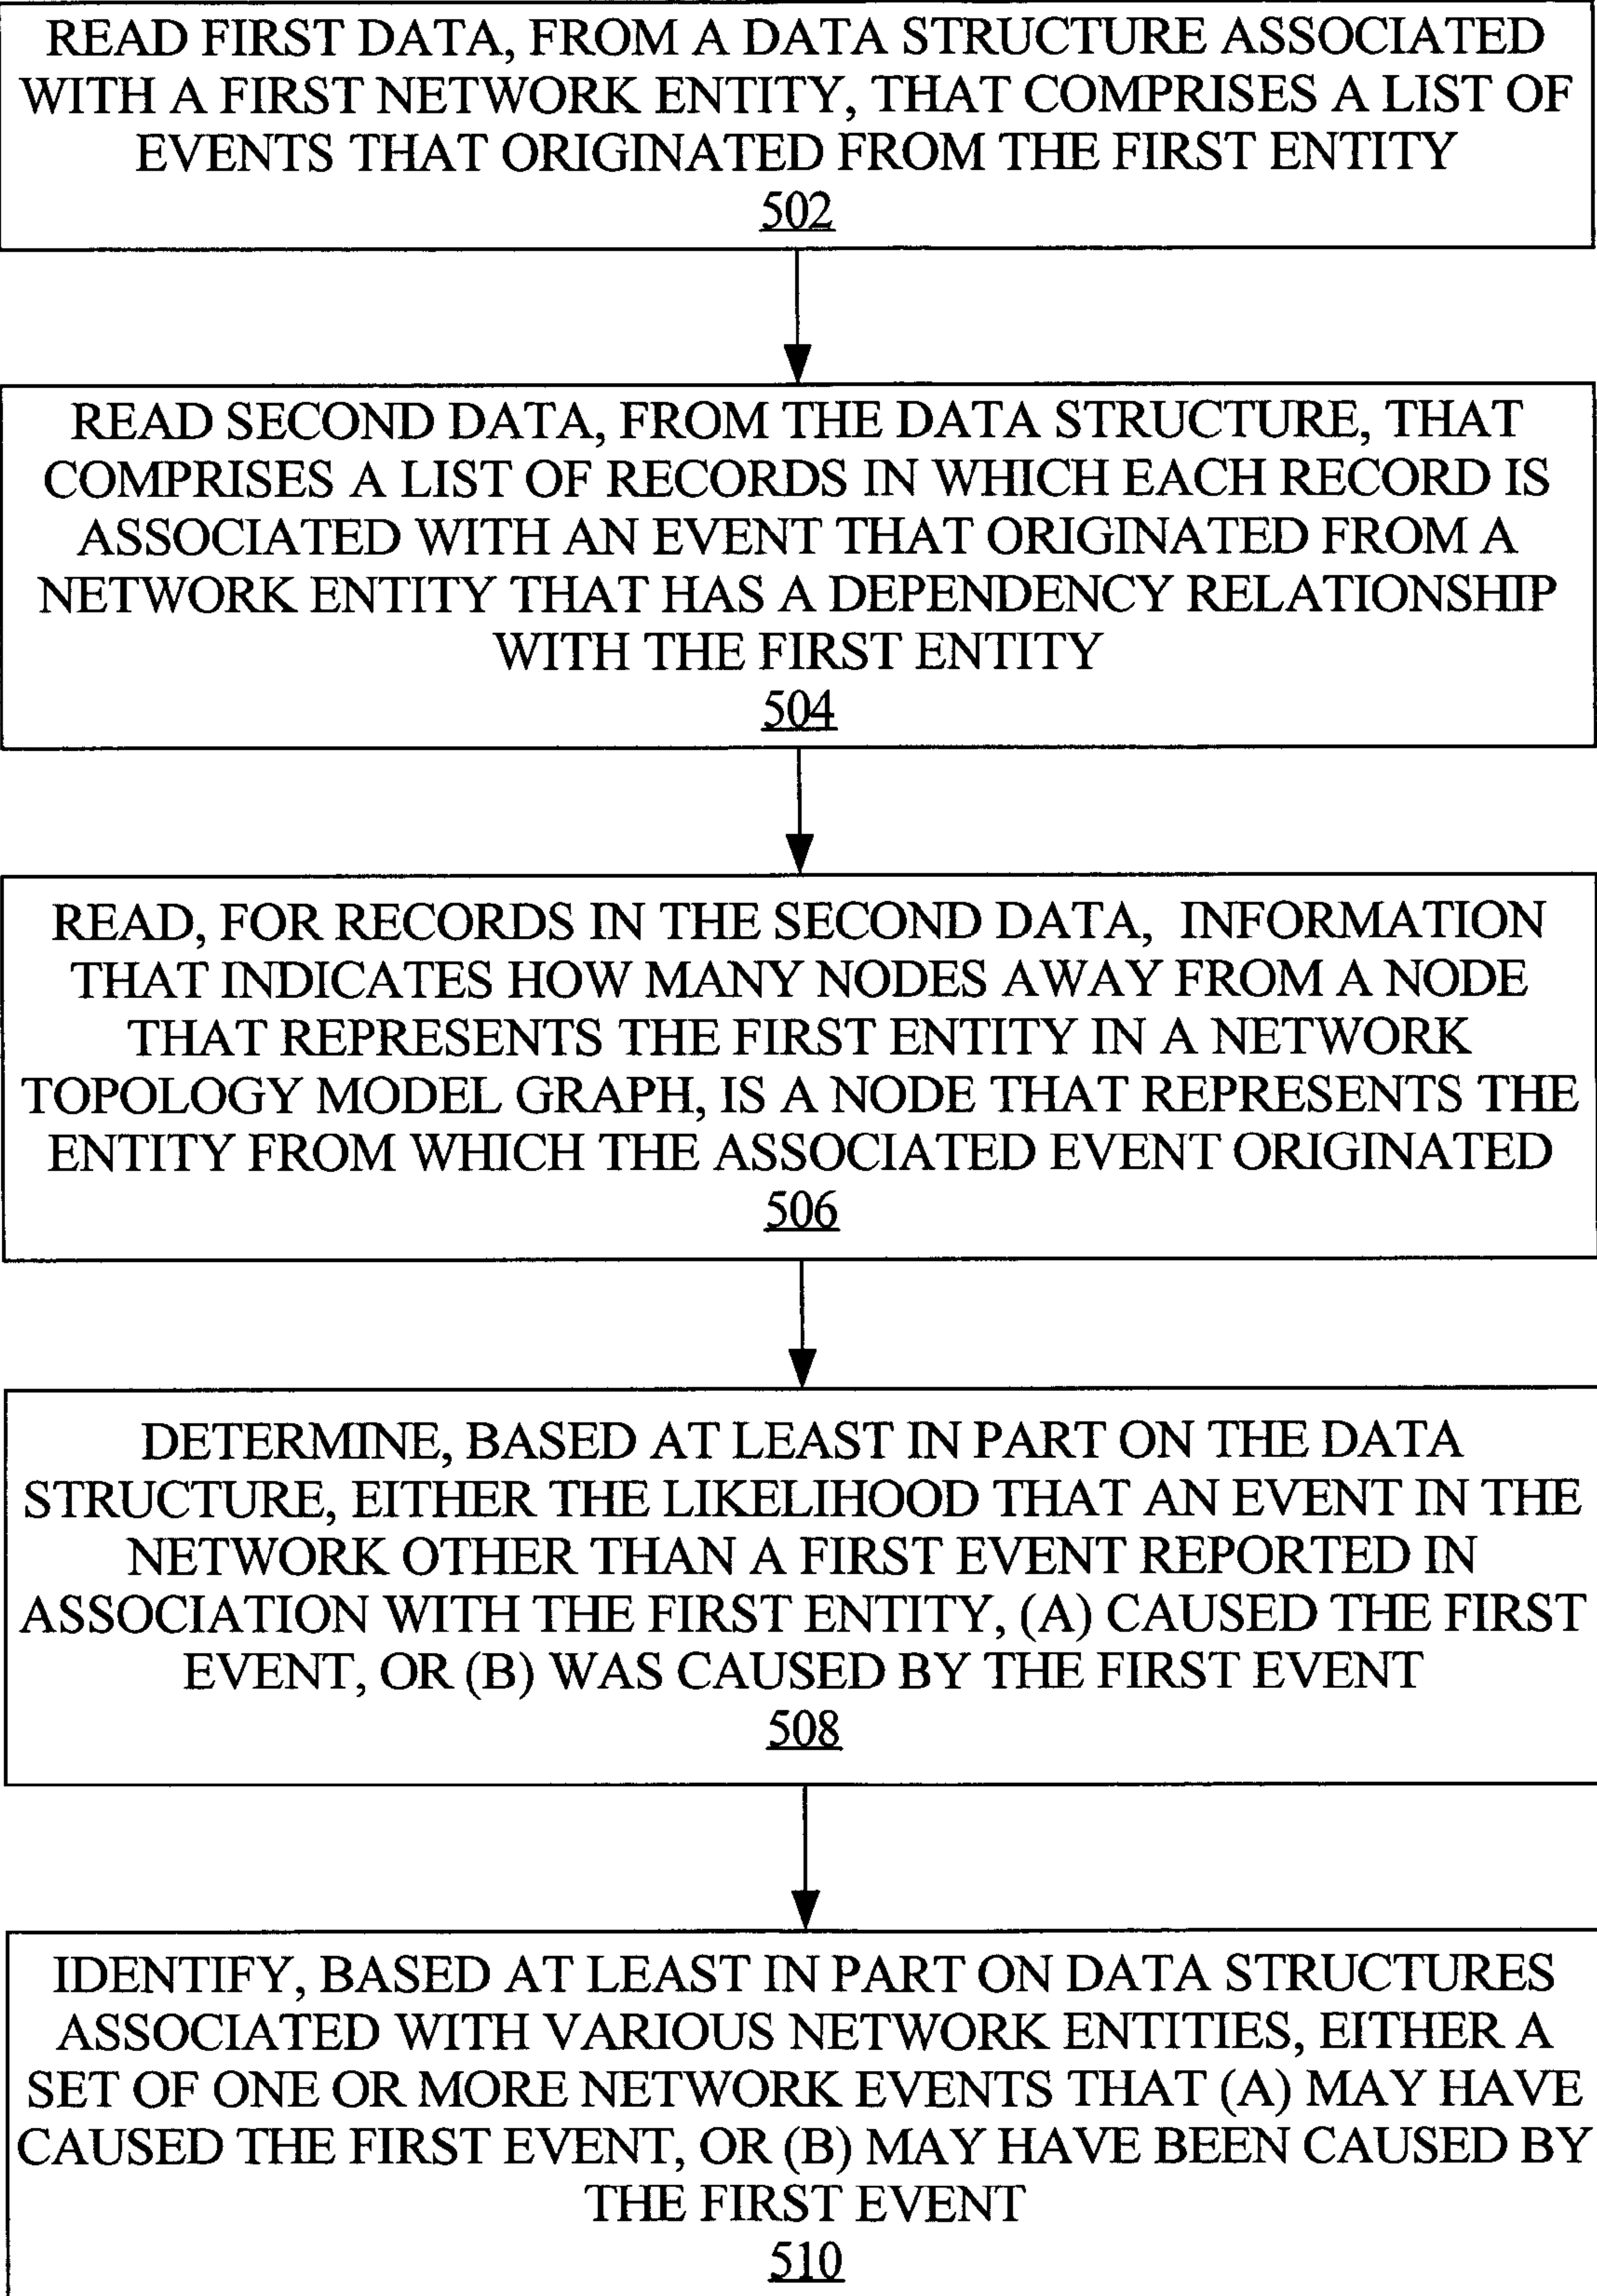 READ FIRST DATA, FROM A DATA STRUCTURE ASSOCIATED
WITH A FIRST NETWORK ENTITY, THAT COMPRISES A LIST OF
EVENTS THAT ORIGINATED FROM THE FIRST ENTITY
502
READ SECOND DATA, FROM THE DATA STRUCTURE, THAT
COMPRISES A LIST OF RECORDS IN WHICH EACH RECORD IS
ASSOCIATED WITH AN EVENT THAT ORIGINATED FROM A
NETWORK ENTITY THAT HAS A DEPENDENCY RELATIONSHIP
WITH THE FIRST ENTITY
504
READ, FOR RECORDS IN THE SECOND DATA, INFORMATION
THAT INDICATES HOW MANY NODES AWAY FROM A NODE
THAT REPRESENTS THE FIRST ENTITY IN A NETWORK
TOPOLOGY MODEL GRAPH, IS A NODE THAT REPRESENTS THE
ENTITY FROM WHICH THE ASSOCIATED EVENT ORIGINATED
506
DETERMINE, BASED AT LEAST IN PART ON THE DATA
STRUCTURE, EITHER THE LIKELIHOOD THAT AN EVENT IN THE
NETWORK OTHER THAN A FIRST EVENT REPORTED IN
ASSOCIATION WITH THE FIRST ENTITY, (A) CAUSED THE FIRST
EVENT, OR (B) WAS CAUSED BY THE FIRST EVENT
508
IDENTIFY, BASED AT LEAST IN PART ON DATA STRUCTURES
ASSOCIATED WITH VARIOUS NETWORK ENTITIES, EITHER A
SET OF ONE OR MORE NETWORK EVENTS THAT (A) MAY HAVE
CAUSED THE FIRST EVENT, OR (B) MAY HAVE BEEN CAUSED BY
THE FIRST EVENT
510